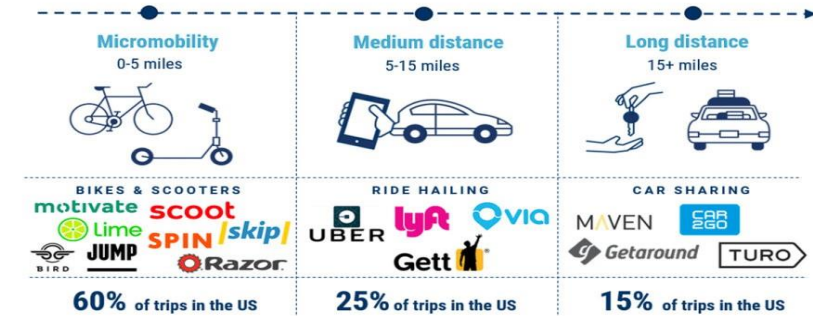 Micromobility
0-5 miles
Medium distance
5-15 miles
Long distance
15+ miles
BIKES & SCOOTERS
motivate
scoot
Lime
SPIN
skip
BIRD
JUMP
Razor
RIDE HAILING
UBER
lyft
via
Gett
CAR SHARING
MAVEN
CAR2GO
Getaround
TURO
60% of trips in the US
25% of trips in the US
15% of trips in the US